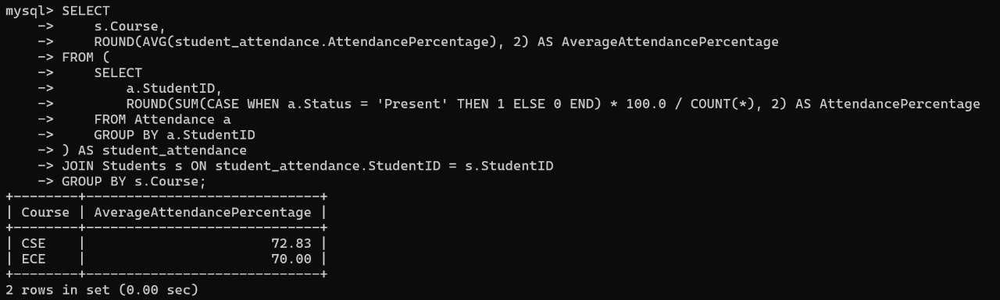 mysql> SELECT
    ->     s.Course,
    ->     ROUND(AVG(student_attendance.AttendancePercentage), 2) AS AverageAttendancePercentage
    -> FROM (
    ->     SELECT
    ->         a.StudentID,
    ->         ROUND(SUM(CASE WHEN a.Status = 'Present' THEN 1 ELSE 0 END) * 100.0 / COUNT(*), 2) AS AttendancePercentage
    ->     FROM Attendance a
    ->     GROUP BY a.StudentID
    -> ) AS student_attendance
    -> JOIN Students s ON student_attendance.StudentID = s.StudentID
    -> GROUP BY s.Course;
+--------+-----------------------------+
| Course | AverageAttendancePercentage |
+--------+-----------------------------+
| CSE    |                       72.83 |
| ECE    |                       70.00 |
+--------+-----------------------------+
2 rows in set (0.00 sec)